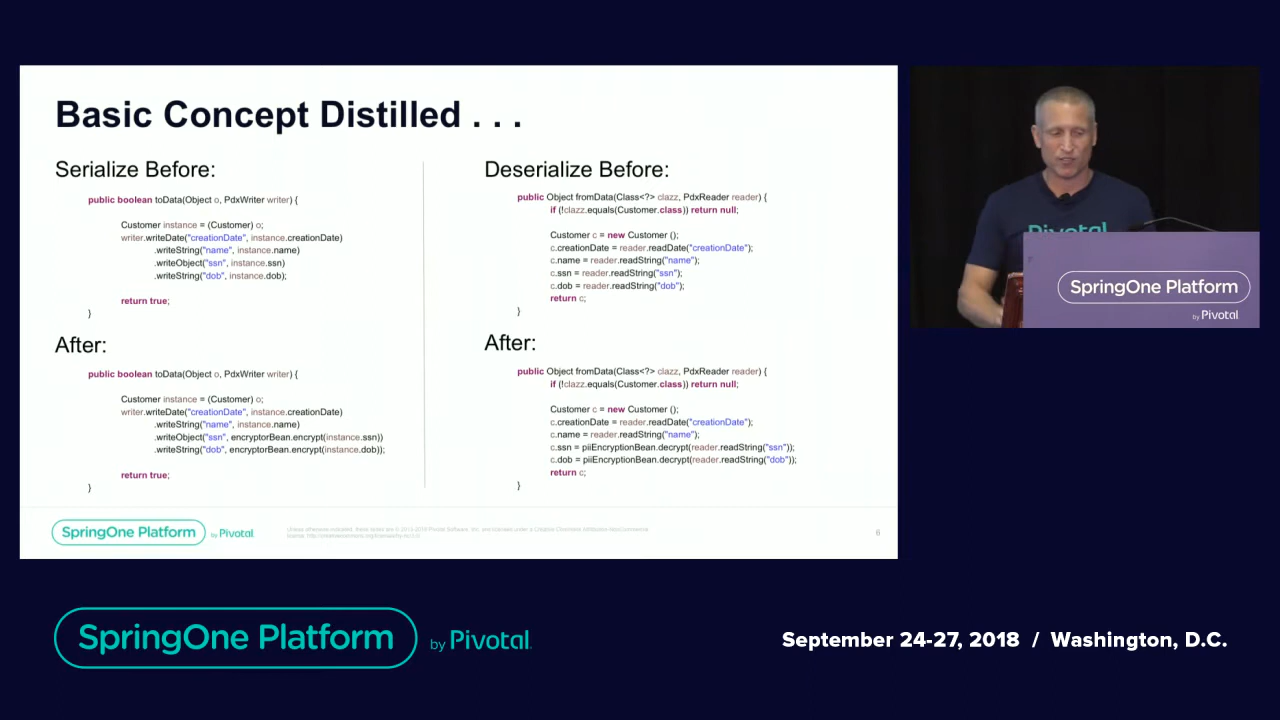 Basic Concept Distilled . . .
Serialize Before:
public boolean toData(Object o, PdxWriter writer) {
Customer instance = (Customer) o;
writer.writeDate("creationDate", instance.creationDate)
.writeString("name", instance.name)
.writeObject("ssn", instance.ssn)
.writeString("dob", instance.dob);
return true;
}
After:
public boolean toData(Object o, PdxWriter writer) {
Customer instance = (Customer) o;
writer.writeDate("creationDate", instance.creationDate)
.writeString("name", instance.name)
.writeObject("ssn", encryptorBean.encrypt(instance.ssn))
.writeString("dob", encryptorBean.encrypt(instance.dob));
return true;
}
Deserialize Before:
public Object fromData(Class<?> clazz, PdxReader reader) {
if (!clazz.equals(Customer.class)) return null;
Customer c = new Customer ();
c.creationDate = reader.readDate("creationDate");
c.name = reader.readString("name");
c.ssn = reader.readString("ssn");
c.dob = reader.readString("dob");
return c;
}
After:
public Object fromData(Class<?> clazz, PdxReader reader) {
if (!clazz.equals(Customer.class)) return null;
Customer c = new Customer ();
c.creationDate = reader.readDate("creationDate");
c.name = reader.readString("name");
c.ssn = piiEncryptionBean.decrypt(reader.readString("ssn"));
c.dob = piiEncryptionBean.decrypt(reader.readString("dob"));
return c;
}
SpringOne Platform by Pivotal
6
Pivotal
SpringOne Platform
by Pivotal
SpringOne Platform by Pivotal
September 24-27, 2018 / Washington, D.C.